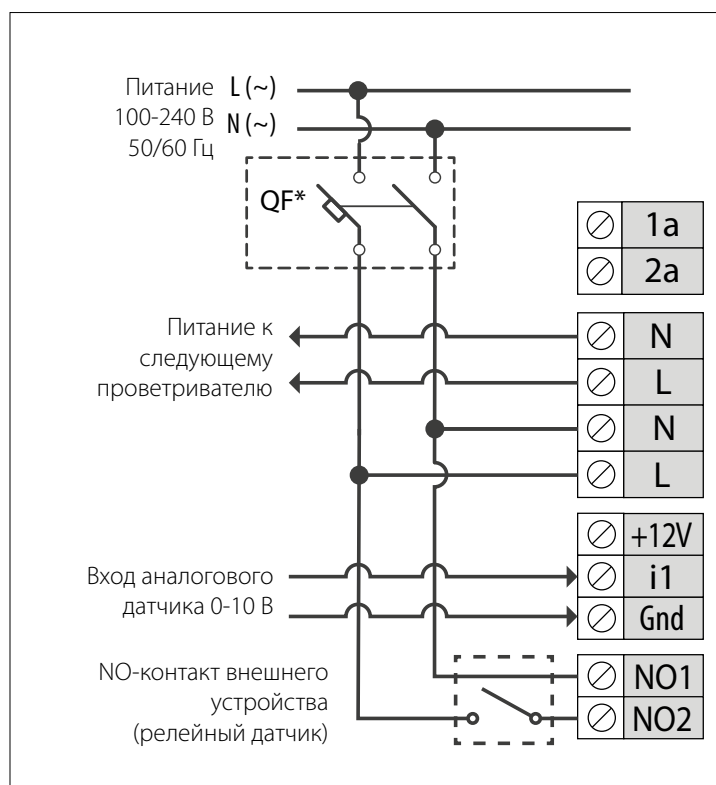 Питание L (~)
100-240 В N (~)
50/60 Гц
QF*
1a
2a
Питание к
следующему
проветривателю
N
L
N
L
+12V
Вход аналогового
датчика 0-10 В
i1
Gnd
NO-контакт внешнего
устройства
(релейный датчик)
NO1
NO2